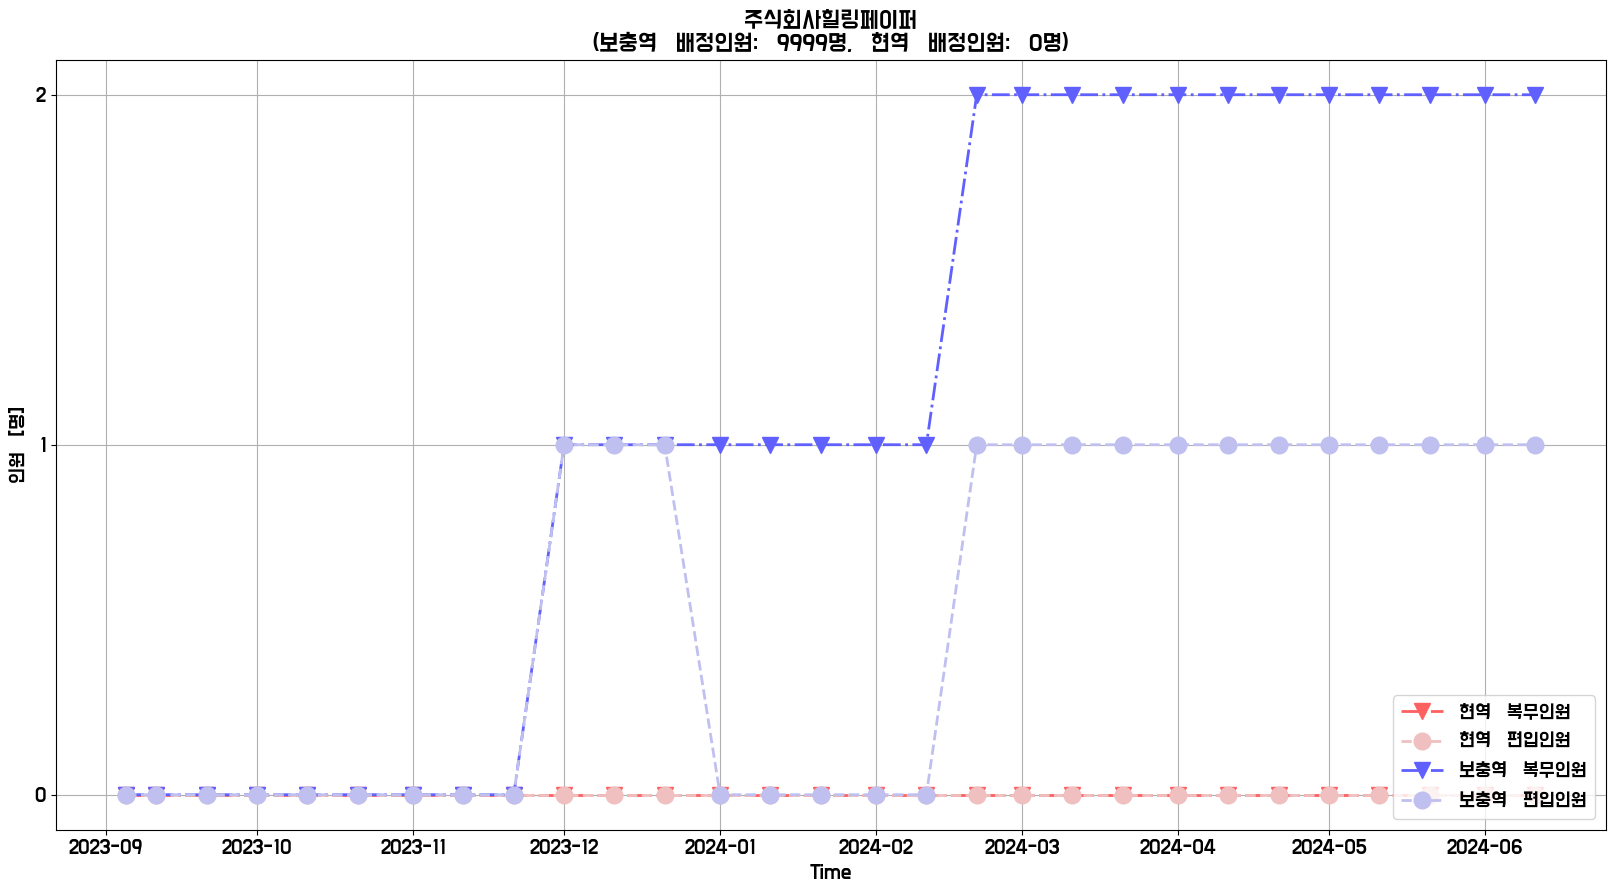 주식회사힐링페이퍼
(보충역 배정인원: 9999명, 현역 배정인원: 0명)
2
1
0
인원 [명]
2023-09 2023-10 2023-11 2023-12 2024-01 2024-02 2024-03 2024-04 2024-05 2024-06
Time
현역 복무인원
현역 편입인원
보충역 복무인원
보충역 편입인원